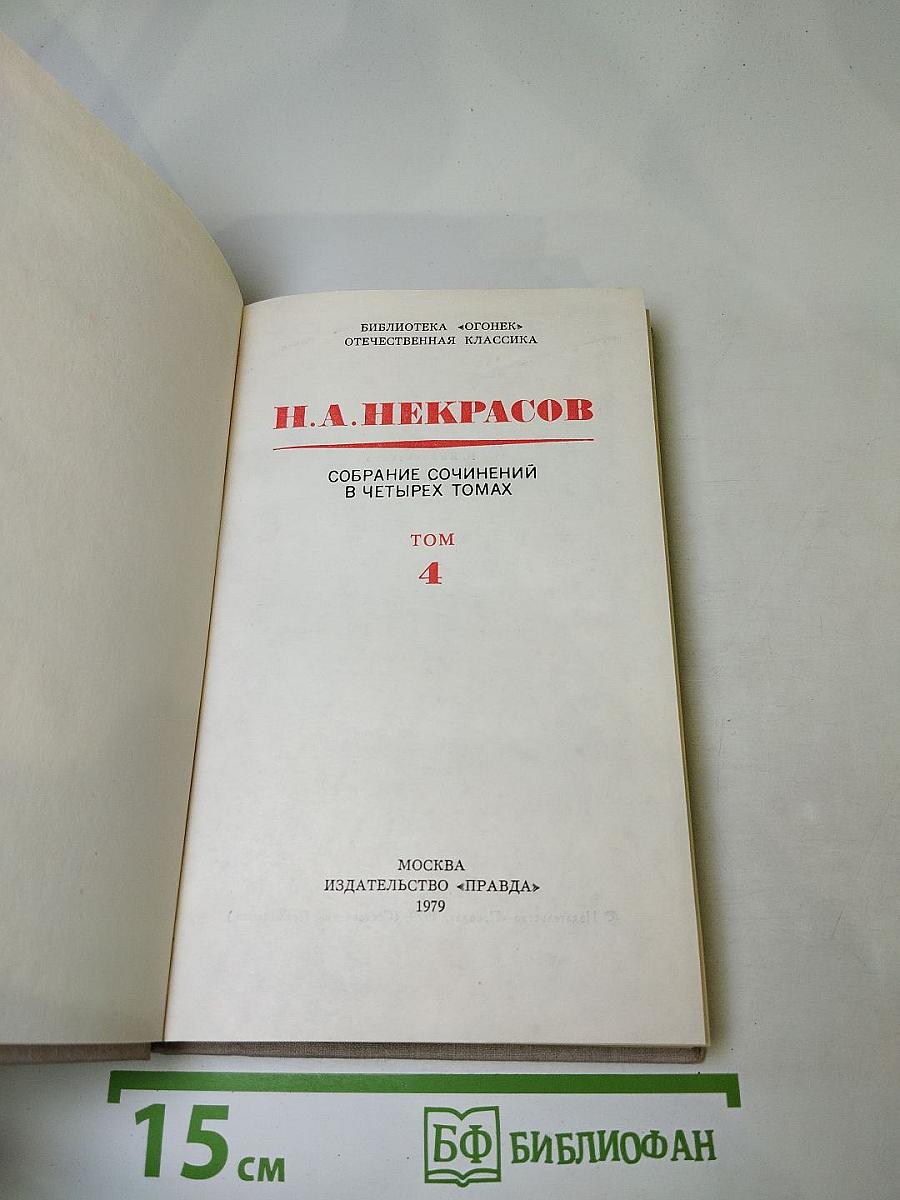 БИБЛИОТЕКА «ОГОНЕК»
ОТЕЧЕСТВЕННАЯ КЛАССИКА
Н.А.НЕКРАСОВ
СОБРАНИЕ СОЧИНЕНИЙ
В ЧЕТЫРЕХ ТОМАХ
ТОМ
4
МОСКВА
ИЗДАТЕЛЬСТВО «ПРАВДА»
1979
15 см
БФ БИБЛИОФАН